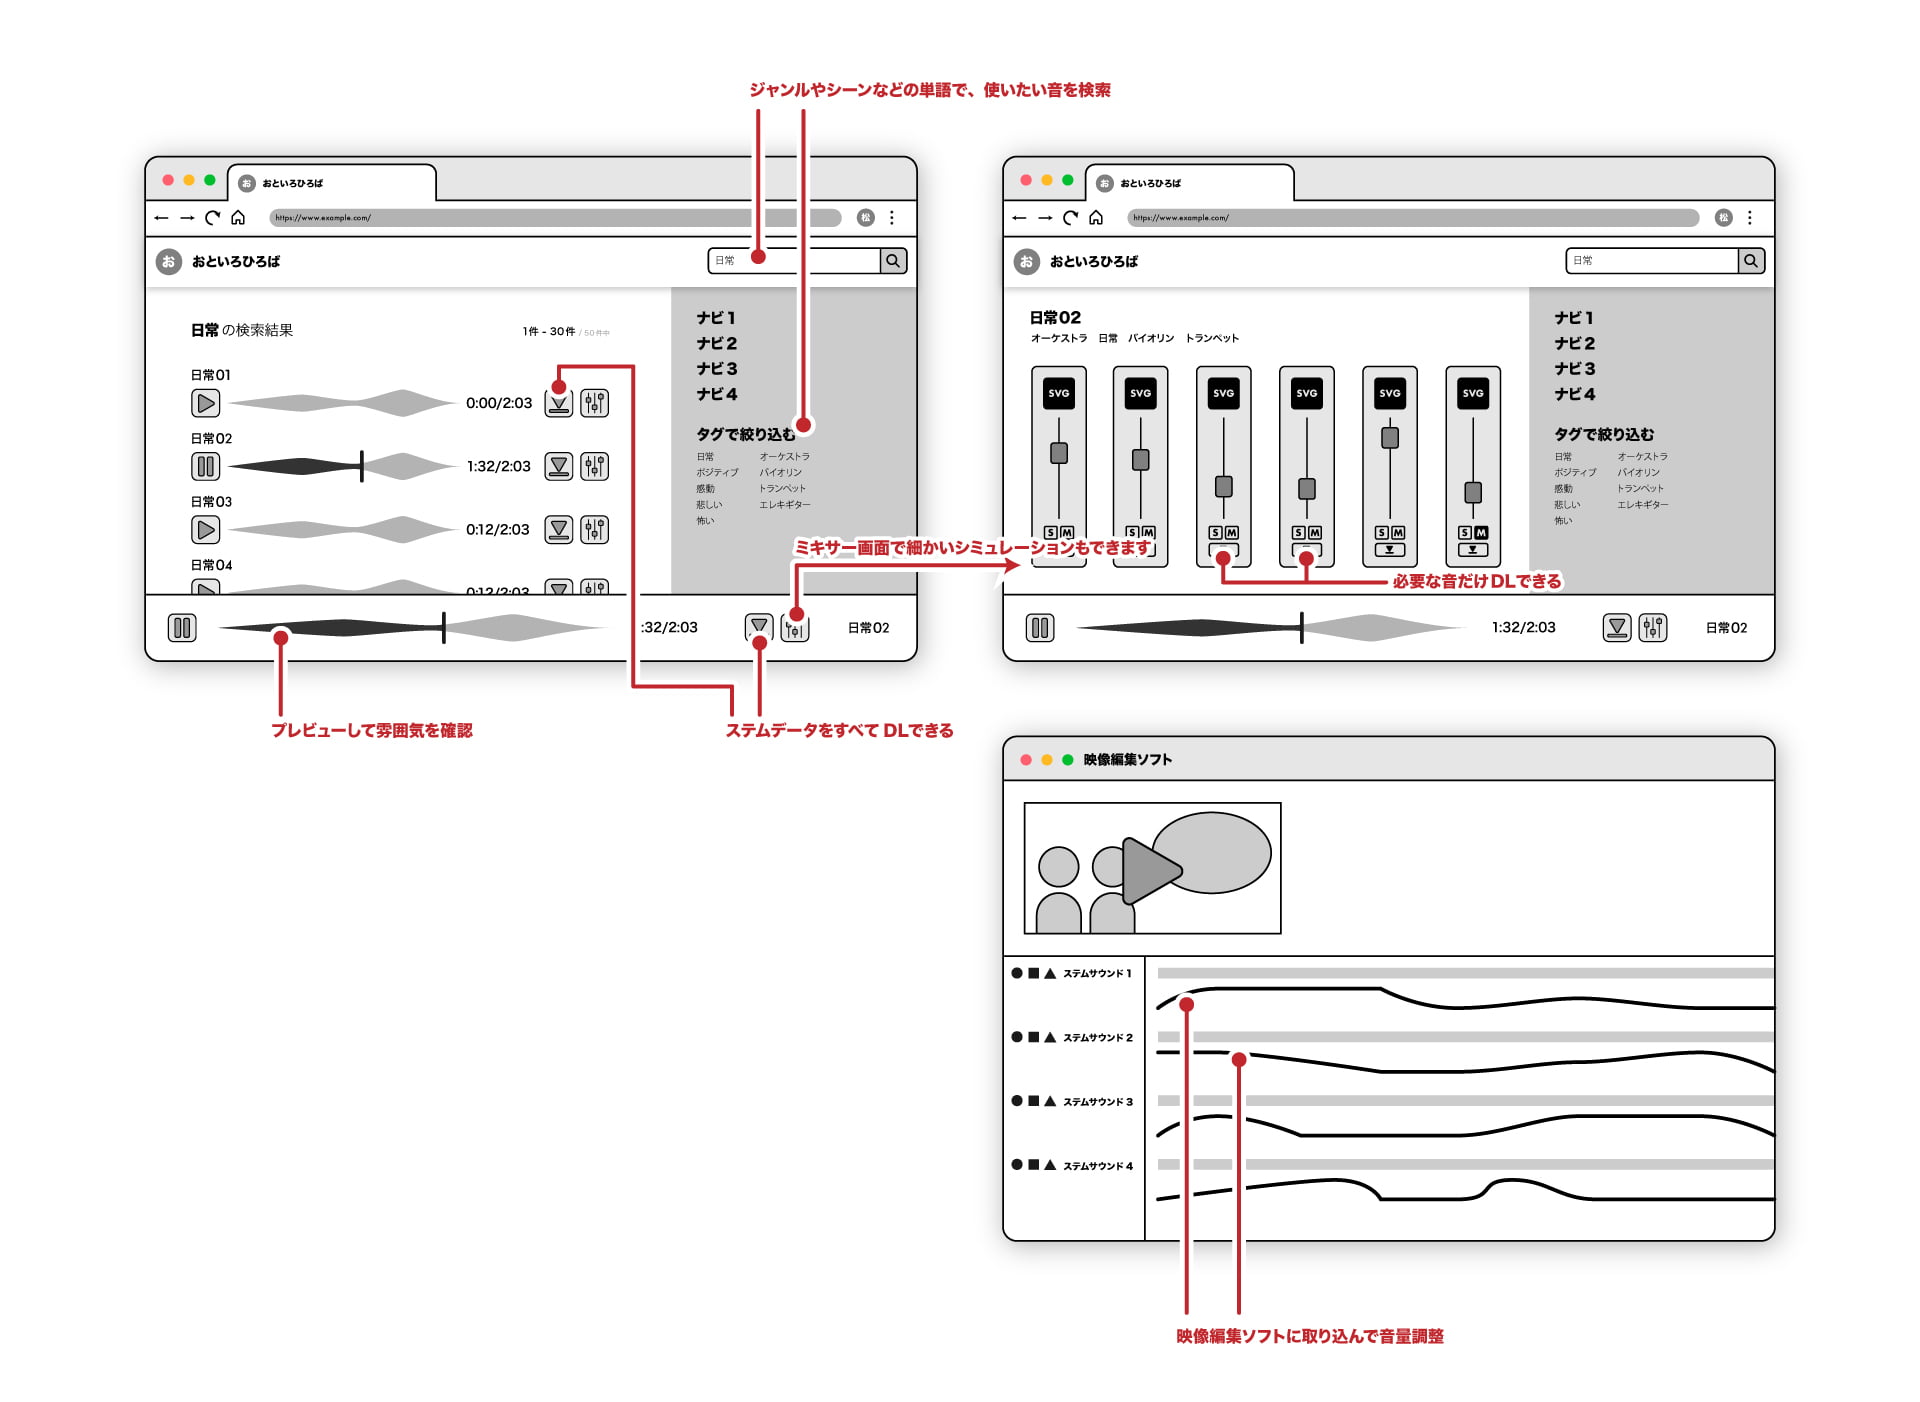 ジャンルやシーンなどの単語で、使いたい音を検索
お おといろひろば
https://www.example.com/
松
お おといろひろば
日常
日常 の検索結果
1件 - 30件 / 50件中
日常01
0:00/2:03
日常02
1:32/2:03
日常03
0:12/2:03
日常04
0:12/2:03
ナビ1
ナビ2
ナビ3
ナビ4
タグで絞り込む
日常 オーケストラ
ポジティブ バイオリン
感動 トランペット
悲しい エレキギター
怖い
ミキサー画面で細かいシミュレーションもできます
:32/2:03
日常02
プレビューして雰囲気を確認
ステムデータをすべてDLできる
お おといろひろば
https://www.example.com/
松
お おといろひろば
日常
日常02
オーケストラ 日常 バイオリン トランペット
SVG SVG SVG SVG SVG SVG
S M S M S M S M S M S M
必要な音だけDLできる
ナビ1
ナビ2
ナビ3
ナビ4
タグで絞り込む
日常 オーケストラ
ポジティブ バイオリン
感動 トランペット
悲しい エレキギター
怖い
1:32/2:03
日常02
映像編集ソフト
ステムサウンド1
ステムサウンド2
ステムサウンド3
ステムサウンド4
映像編集ソフトに取り込んで音量調整